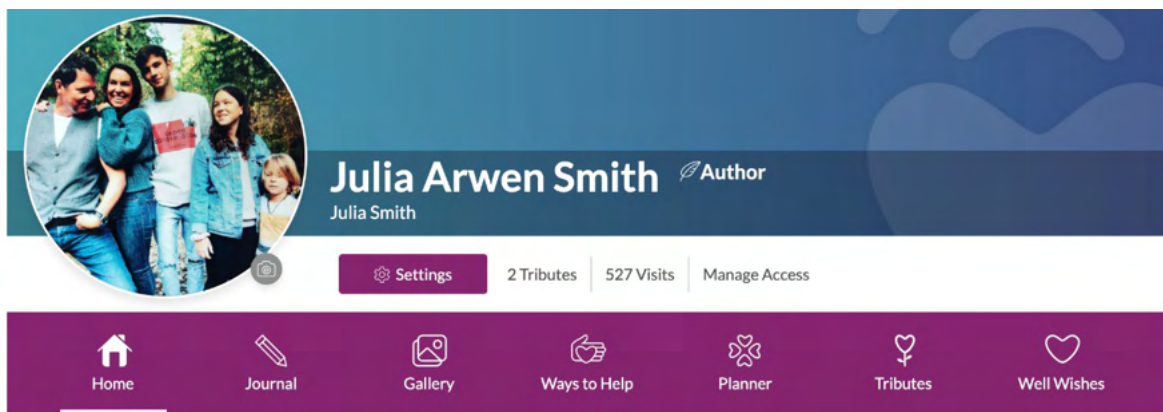 Julia Arwen Smith Author
Julia Smith
Settings 2 Tributes 527 Visits Manage Access
Home Journal Gallery Ways to Help Planner Tributes Well Wishes